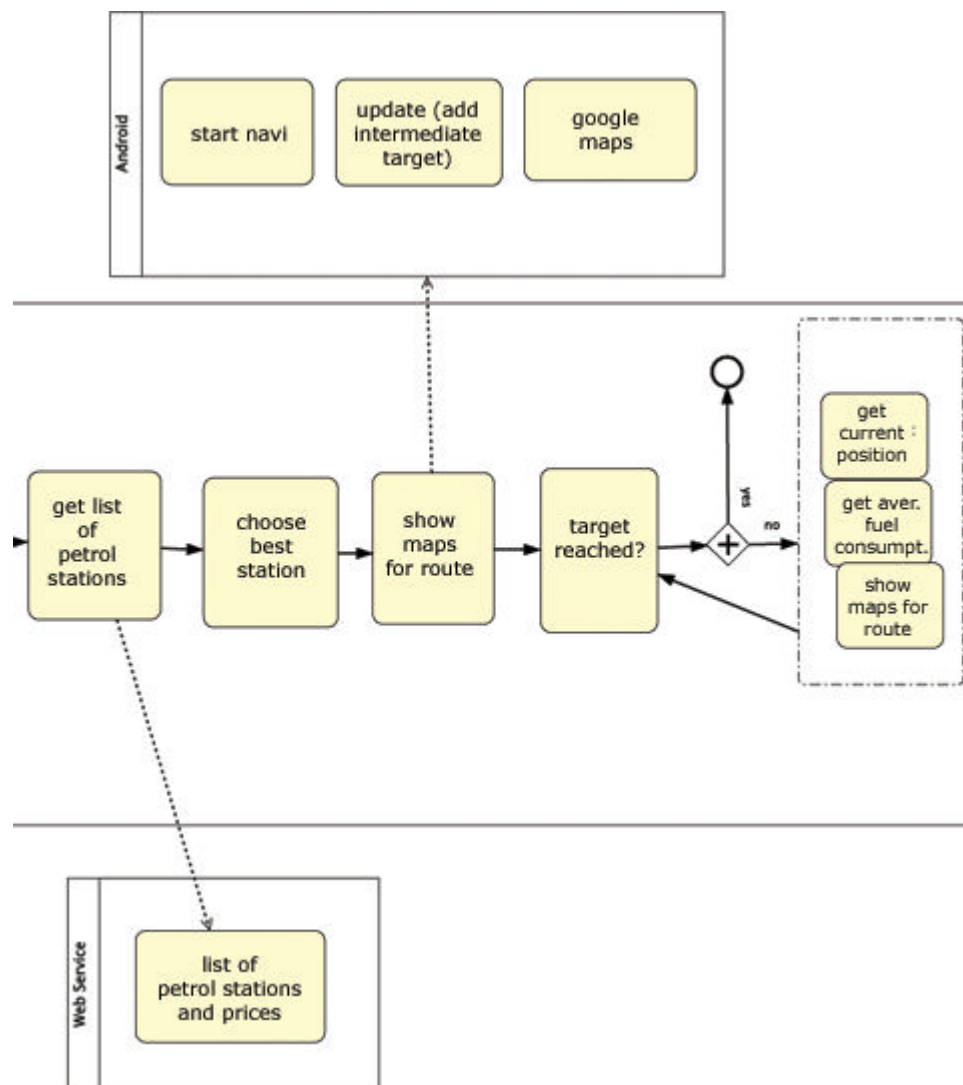 Android
start navi
update (add
intermediate
target)
google
maps
get list
of
petrol
stations
choose
best
station
show
maps
for route
target
reached?
yes
no
get
current :
position
get aver.
fuel
consumpt.
show
maps for
route
Web Service
list of
petrol stations
and prices